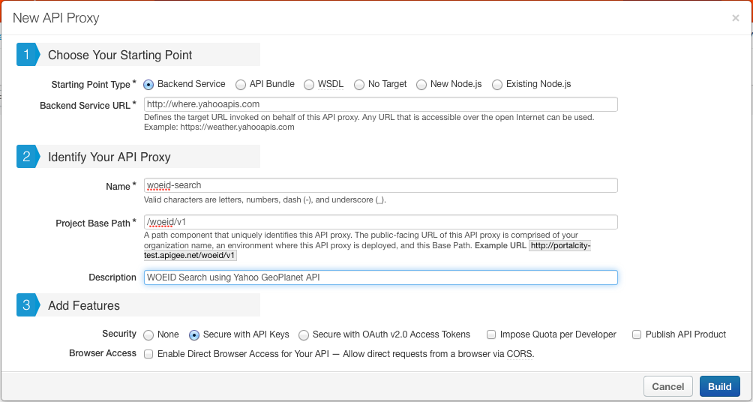 New API Proxy ×
1 Choose Your Starting Point
Starting Point Type * Backend Service API Bundle WSDL No Target New Node.js Existing Node.js
Backend Service URL * http://where.yahooapis.com
Defines the target URL invoked on behalf of this API proxy. Any URL that is accessible over the open Internet can be used.
Example: https://weather.yahooapis.com
2 Identify Your API Proxy
Name * woeid-search
Valid characters are letters, numbers, dash (-), and underscore (_).
Project Base Path * /woeid/v1
A path component that uniquely identifies this API proxy. The public-facing URL of this API proxy is comprised of your
organization name, an environment where this API proxy is deployed, and this Base Path. Example URL http://portalcity-
test.apigee.net/woeid/v1
Description WOEID Search using Yahoo GeoPlanet API
3 Add Features
Security None Secure with API Keys Secure with OAuth v2.0 Access Tokens Impose Quota per Developer Publish API Product
Browser Access Enable Direct Browser Access for Your API — Allow direct requests from a browser via CORS.
Cancel Build